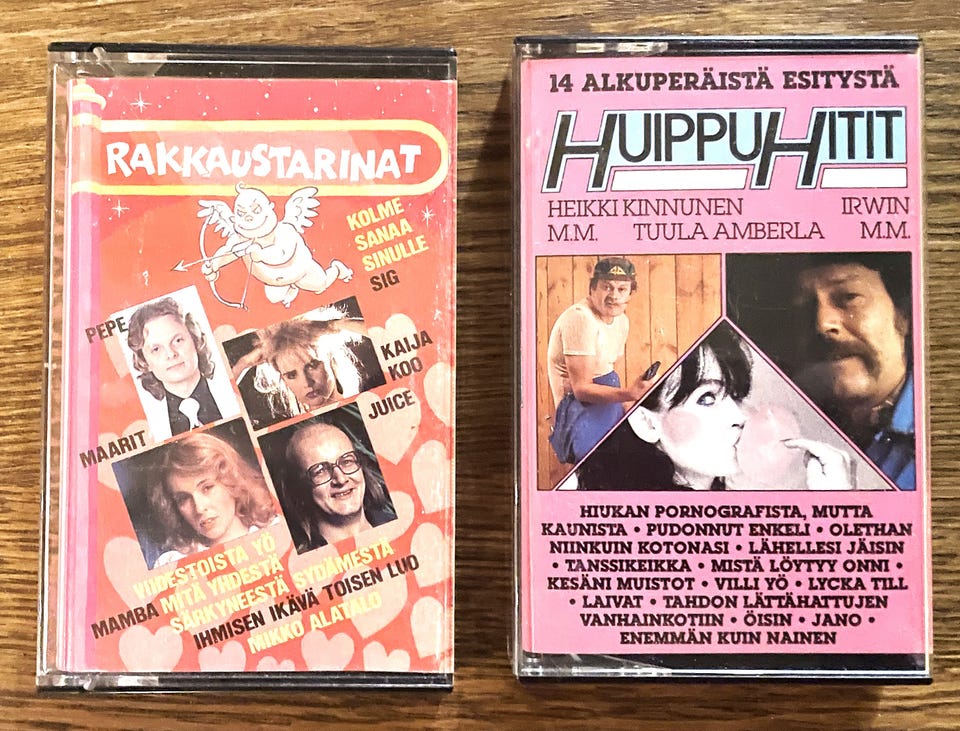 RAKKAUSTARINAT
KOLME
SANAA
SINULLE
SIG
PEPE
KAIJA
KOO
MAARIT
JUICE
VIIDESTOISTA YÖ
MAMBA MITÄ YHDESTÄ
SÄRKYNEESTÄ SYDÄMESTÄ
IHMISEN IKÄVÄ TOISEN LUO
MIKKO ALATALO
14 ALKUPERÄISTÄ ESITYSTÄ
HUIPPUHITIT
HEIKKI KINNUNEN IRWIN
M.M. TUULA AMBERLA M.M.
HIUKAN PORNOGRAFISTA, MUTTA
KAUNISTA • PUDONNUT ENKELI • OLETHAN
NIINKUIN KOTONASI • LÄHELLESI JÄISIN
• TANSSIKEIKKA • MISTÄ LÖYTYY ONNI •
KESÄNI MUISTOT • VILLI YÖ • LYCKA TILL
• LAIVAT • TAHDON LÄTTÄHATTUJEN
VANHAINKOTIIN • ÖISIN • JANO •
ENEMMÄN KUIN NAINEN